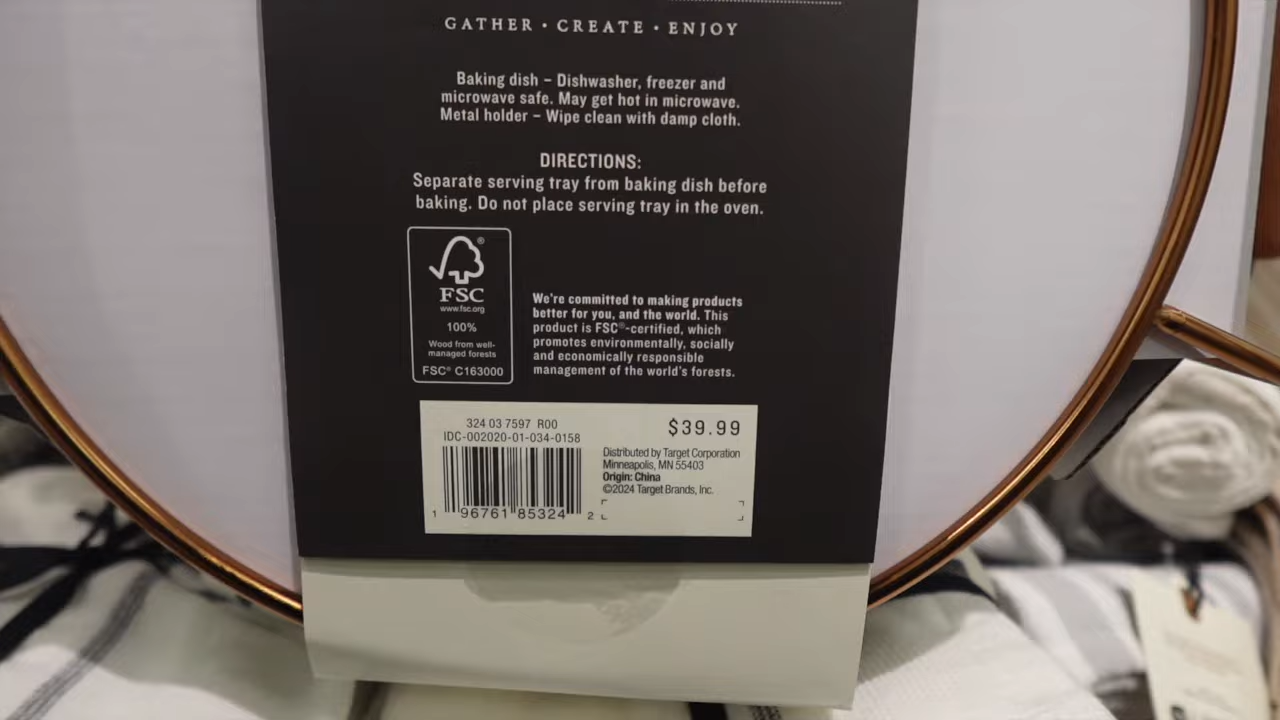 GATHER • CREATE • ENJOY
Baking dish – Dishwasher, freezer and
microwave safe. May get hot in microwave.
Metal holder – Wipe clean with damp cloth.
DIRECTIONS:
Separate serving tray from baking dish before
baking. Do not place serving tray in the oven.
®
FSC
www.fsc.org
100%
Wood from well-
managed forests
FSC® C163000
We're committed to making products
better for you, and the world. This
product is FSC®-certified, which
promotes environmentally, socially
and economically responsible
management of the world's forests.
324 03 7597 R00
IDC-002020-01-034-0158
1 96761 85324 2
$39.99
Distributed by Target Corporation
Minneapolis, MN 55403
Origin: China
©2024 Target Brands, Inc.